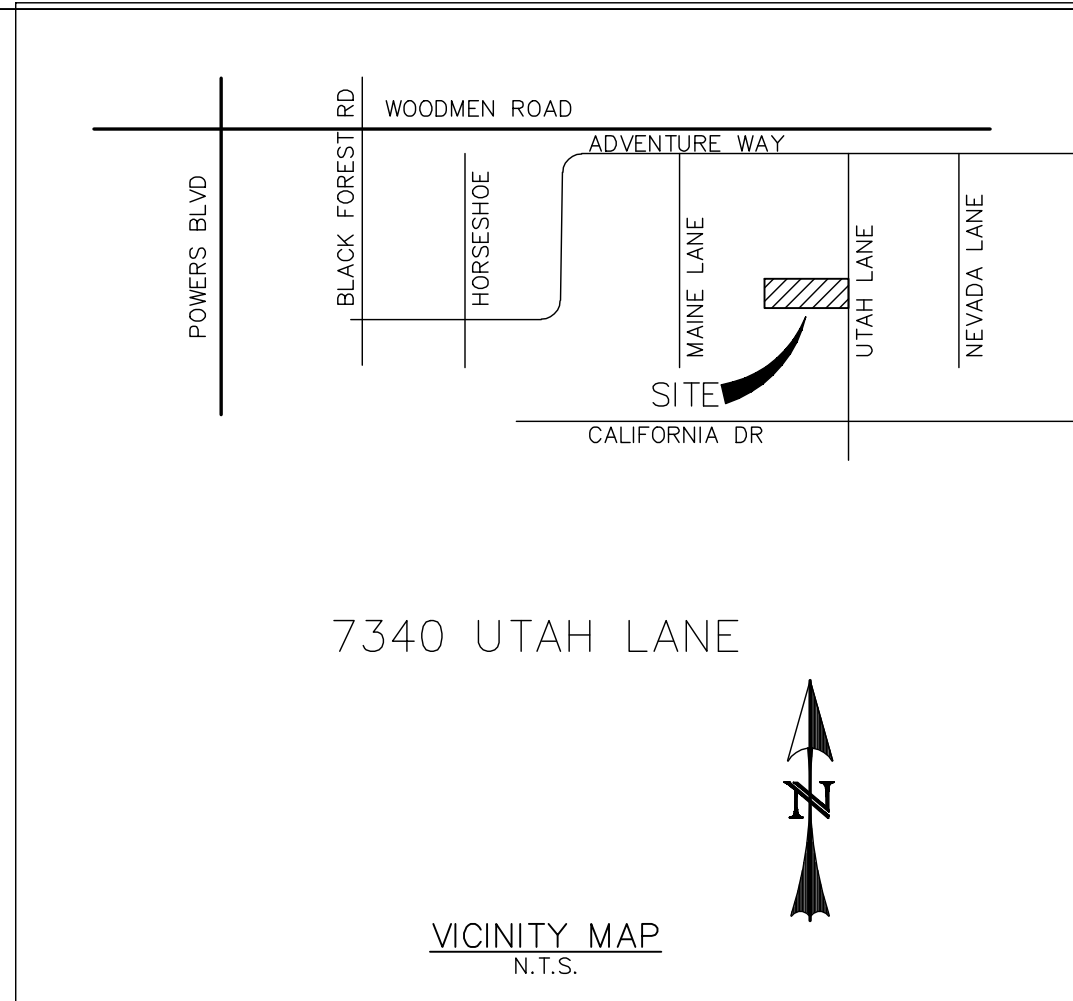 WOODMEN ROAD
ADVENTURE WAY
POWERS BLVD
BLACK FOREST RD
HORSESHOE
MAINE LANE
UTAH LANE
NEVADA LANE
SITE
CALIFORNIA DR
7340 UTAH LANE
N
VICINITY MAP
N.T.S.